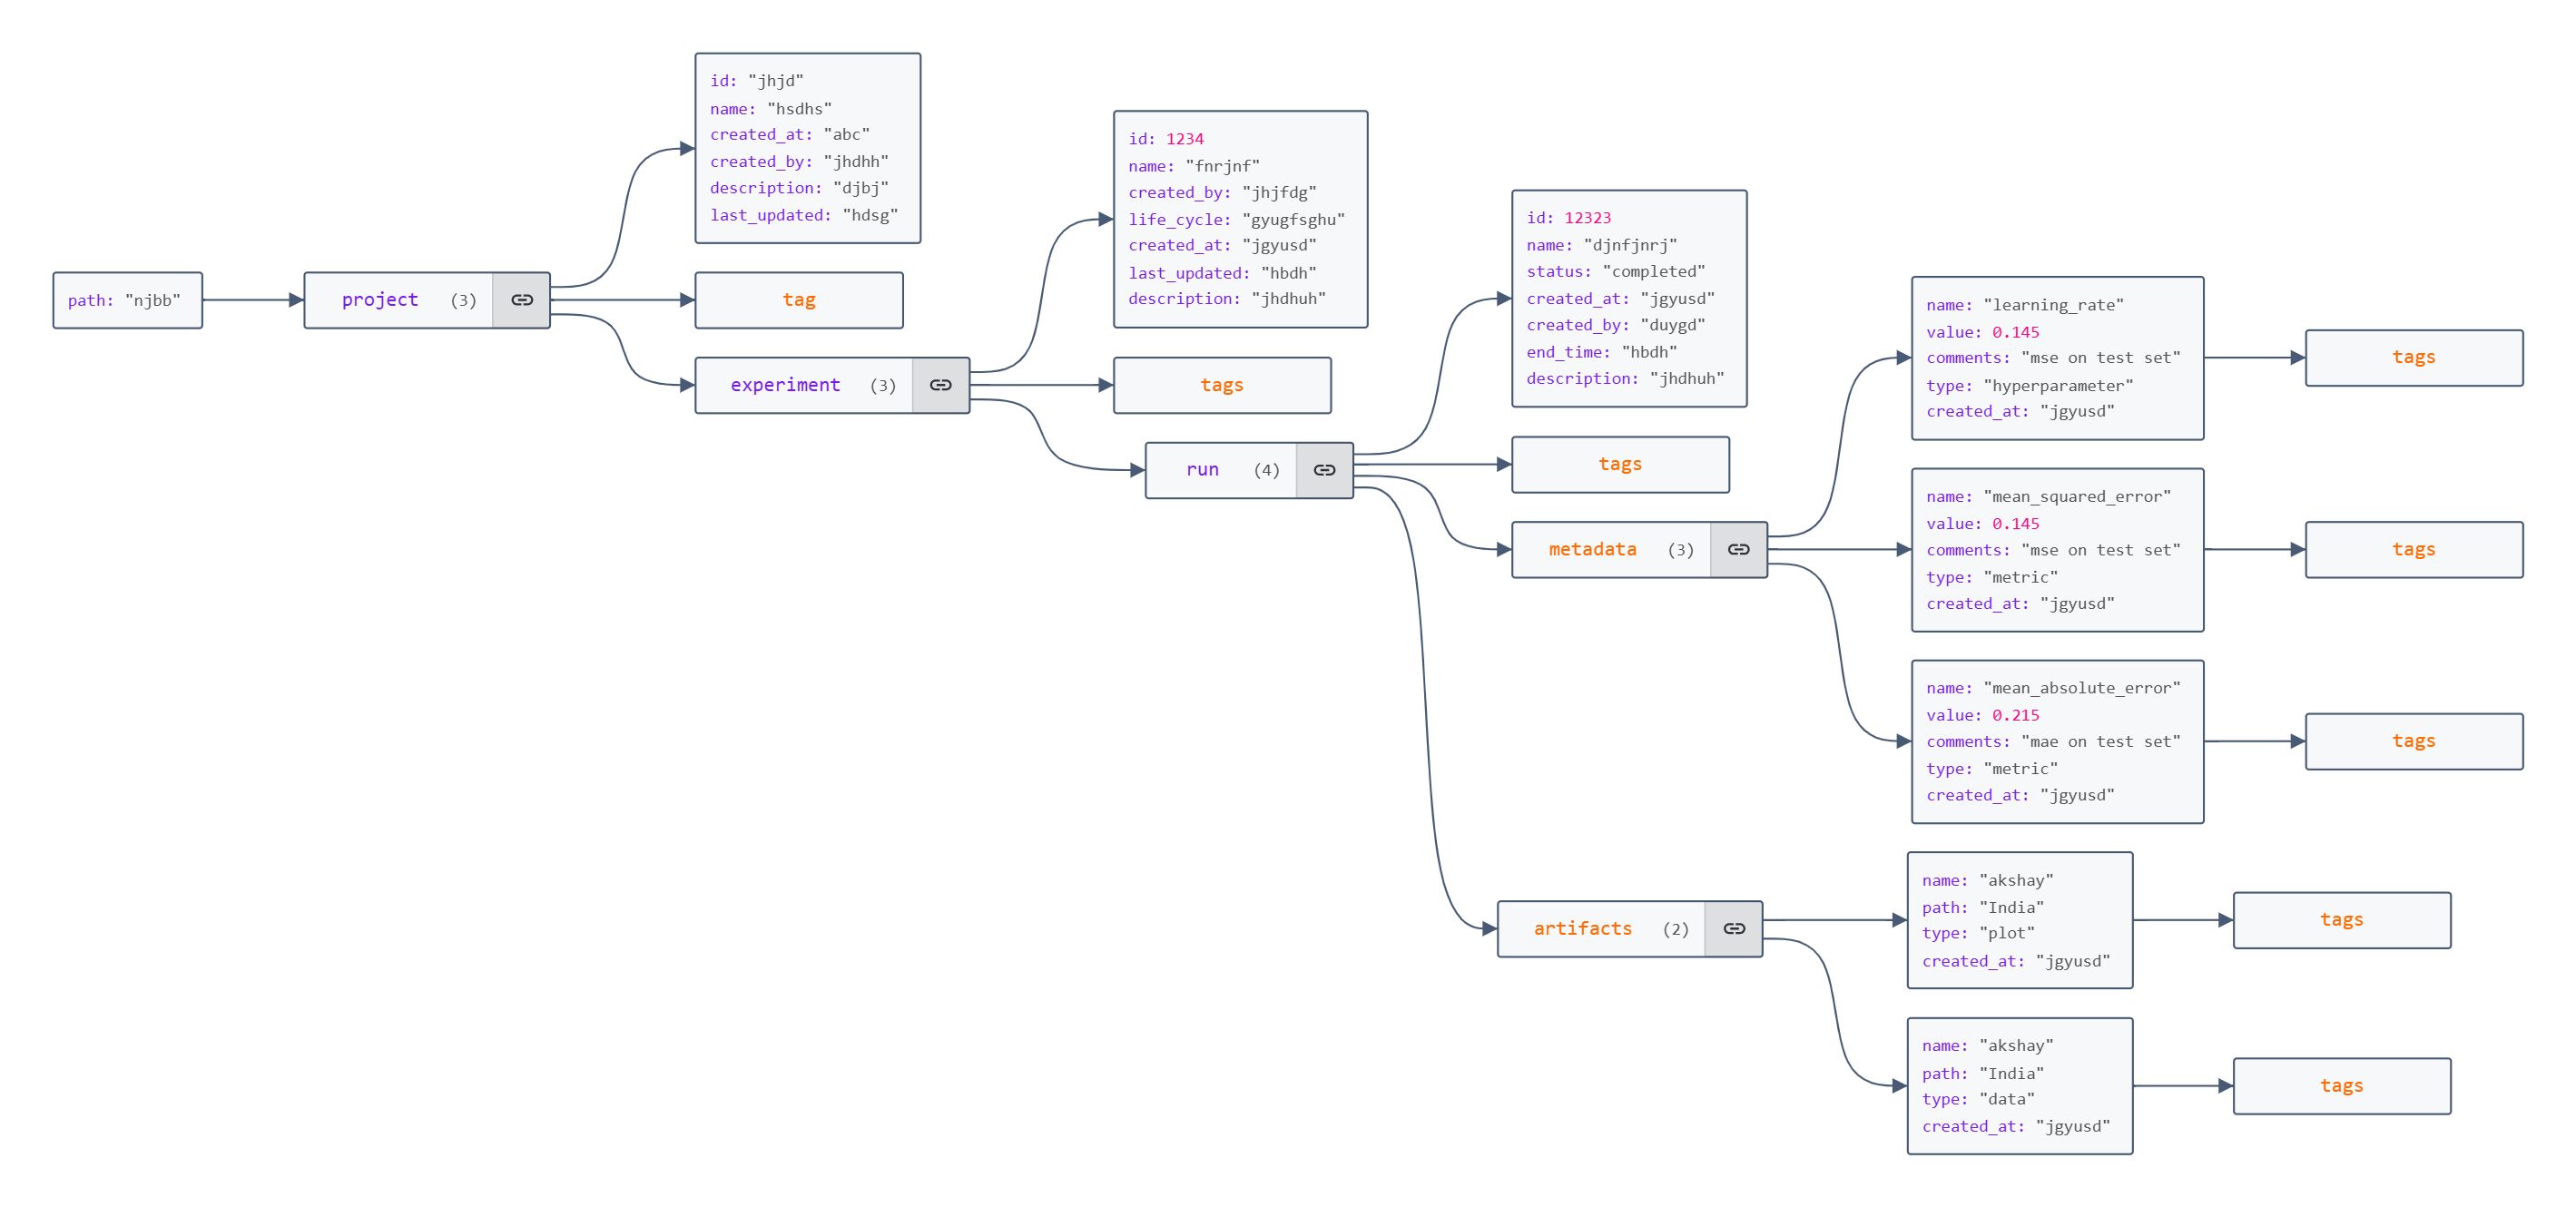 path: "njbb"
project (3)
id: "jhjd"
name: "hsdhs"
created_at: "abc"
created_by: "jhdhh"
description: "djbj"
last_updated: "hdsg"
tag
experiment (3)
id: 1234
name: "fnrjnf"
created_by: "jhjfdg"
life_cycle: "gyugfsghu"
created_at: "jgyusd"
last_updated: "hbdh"
description: "jhdhuh"
tags
run (4)
id: 12323
name: "djnfjnrj"
status: "completed"
created_at: "jgyusd"
created_by: "duygd"
end_time: "hbdh"
description: "jhdhuh"
tags
metadata (3)
name: "learning_rate"
value: 0.145
comments: "mse on test set"
type: "hyperparameter"
created_at: "jgyusd"
tags
name: "mean_squared_error"
value: 0.145
comments: "mse on test set"
type: "metric"
created_at: "jgyusd"
tags
name: "mean_absolute_error"
value: 0.215
comments: "mae on test set"
type: "metric"
created_at: "jgyusd"
tags
artifacts (2)
name: "akshay"
path: "India"
type: "plot"
created_at: "jgyusd"
tags
name: "akshay"
path: "India"
type: "data"
created_at: "jgyusd"
tags